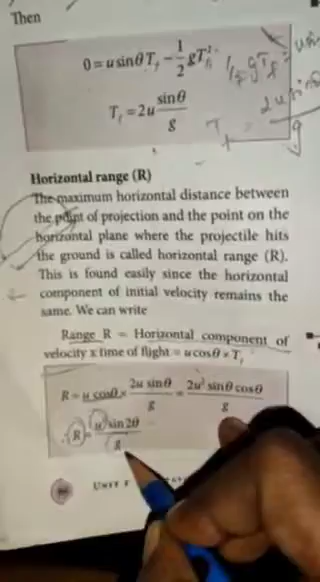 Then
0 = u sinθ T_f − 1/2 g T_f²
T_f = 2u sinθ / g
Horizontal range (R)
The maximum horizontal distance between
the point of projection and the point on the
horizontal plane where the projectile hits
the ground is called horizontal range (R).
This is found easily since the horizontal
component of initial velocity remains the
same. We can write
Range R = Horizontal component of
velocity x time of flight = u cosθ × T_f
R = u cosθ × 2u sinθ / g = 2u² sinθ cosθ / g
∴ R = u² sin2θ / g
UNIT